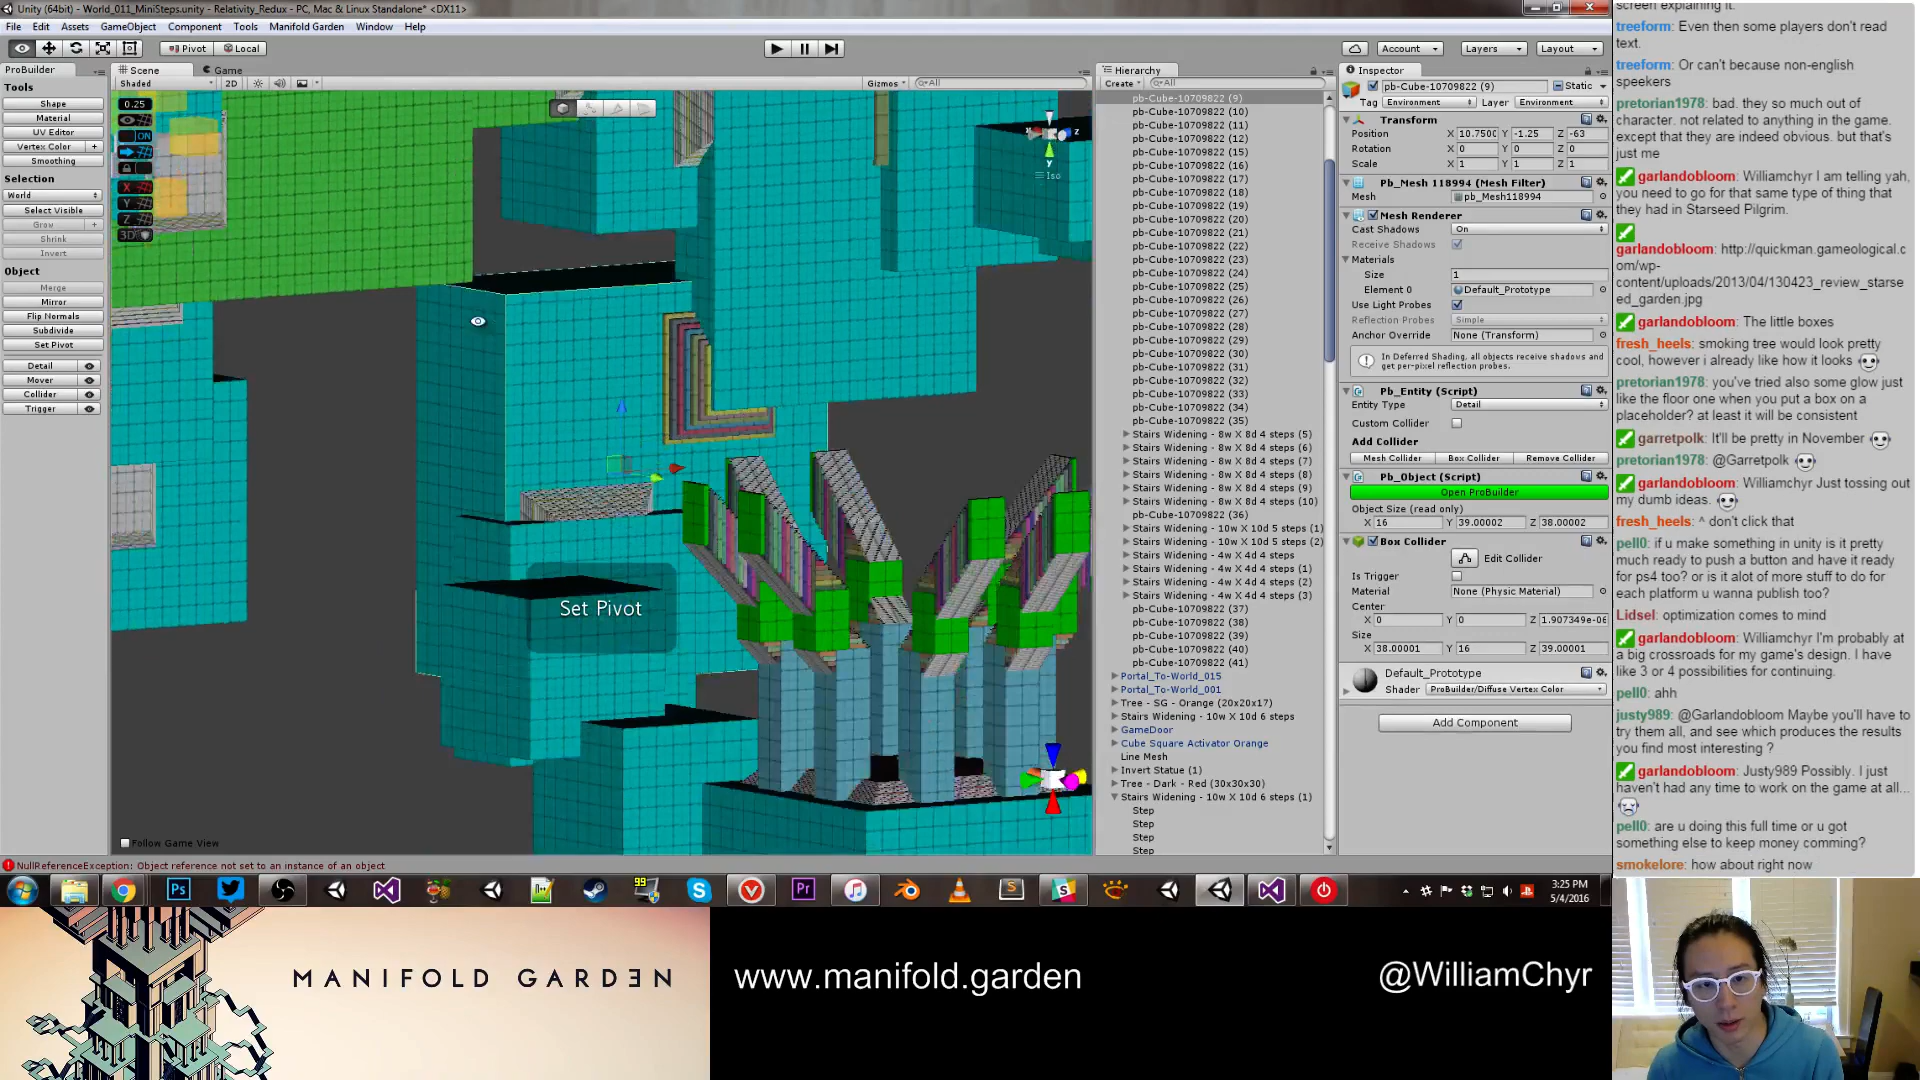 Unity (64bit) - World_011_MiniSteps.unity - Relativity_Redux - PC, Mac & Linux Standalone* <DX11>
File Edit Assets GameObject Component Tools Manifold Garden Window Help
Pivot Local Account Layers Layout
ProBuilder
Tools
Shape
Material
UV Editor
Vertex Color +
Smoothing
Selection
World
Select Visible
Grow +
Shrink
Invert
Object
Merge
Mirror
Flip Normals
Subdivide
Set Pivot
Detail
Mover
Collider
Trigger
Scene Game
Shaded 2D Gizmos All
0.25
ON
X
Y
Z
3D
z
y
Iso
Set Pivot
Follow Game View
NullReferenceException: Object reference not set to an instance of an object
Hierarchy
Create All
pb-Cube-10709822 (9)
pb-Cube-10709822 (10)
pb-Cube-10709822 (11)
pb-Cube-10709822 (12)
pb-Cube-10709822 (15)
pb-Cube-10709822 (16)
pb-Cube-10709822 (17)
pb-Cube-10709822 (18)
pb-Cube-10709822 (19)
pb-Cube-10709822 (20)
pb-Cube-10709822 (21)
pb-Cube-10709822 (22)
pb-Cube-10709822 (23)
pb-Cube-10709822 (24)
pb-Cube-10709822 (25)
pb-Cube-10709822 (26)
pb-Cube-10709822 (27)
pb-Cube-10709822 (28)
pb-Cube-10709822 (29)
pb-Cube-10709822 (30)
pb-Cube-10709822 (31)
pb-Cube-10709822 (32)
pb-Cube-10709822 (33)
pb-Cube-10709822 (34)
pb-Cube-10709822 (35)
Stairs Widening - 8w X 8d 4 steps (5)
Stairs Widening - 8w X 8d 4 steps (6)
Stairs Widening - 8w X 8d 4 steps (7)
Stairs Widening - 8w X 8d 4 steps (8)
Stairs Widening - 8w X 8d 4 steps (9)
Stairs Widening - 8w X 8d 4 steps (10)
pb-Cube-10709822 (36)
Stairs Widening - 10w X 10d 5 steps (1)
Stairs Widening - 10w X 10d 5 steps (2)
Stairs Widening - 4w X 4d 4 steps
Stairs Widening - 4w X 4d 4 steps (1)
Stairs Widening - 4w X 4d 4 steps (2)
Stairs Widening - 4w X 4d 4 steps (3)
pb-Cube-10709822 (37)
pb-Cube-10709822 (38)
pb-Cube-10709822 (39)
pb-Cube-10709822 (40)
pb-Cube-10709822 (41)
Portal_To-World_015
Portal_To-World_001
Tree - SG - Orange (20x20x17)
Stairs Widening - 10w X 10d 6 steps
GameDoor
Cube Square Activator Orange
Line Mesh
Invert Statue (1)
Tree - Dark - Red (30x30x30)
Stairs Widening - 10w X 10d 6 steps (1)
Step
Step
Step
Step
Inspector
pb-Cube-10709822 (9) Static
Tag Environment Layer Environment
Transform
Position X 10.750 Y -1.25 Z -63
Rotation X 0 Y 0 Z 0
Scale X 1 Y 1 Z 1
Pb_Mesh 118994 (Mesh Filter)
Mesh pb_Mesh118994
Mesh Renderer
Cast Shadows On
Receive Shadows
Materials
Size 1
Element 0 Default_Prototype
Use Light Probes
Reflection Probes Simple
Anchor Override None (Transform)
In Deferred Shading, all objects receive shadows and
get per-pixel reflection probes.
Pb_Entity (Script)
Entity Type Detail
Custom Collider
Add Collider
Mesh Collider Box Collider Remove Collider
Pb_Object (Script)
Open ProBuilder
Object Size (read only)
X 16 Y 39.00002 Z 38.00002
Box Collider
Edit Collider
Is Trigger
Material None (Physic Material)
Center
X 0 Y 0 Z 1.907349e-06
Size
X 38.00001 Y 16 Z 39.00001
Default_Prototype
Shader ProBuilder/Diffuse Vertex Color
Add Component
screen explaining it.
treeform: Even then some players don't read
text.
treeform: Or can't because non-english
speekers
pretorian1978: bad. they so much out of
character. not related to anything in the game.
except that they are indeed obvious. but that's
just me
garlandobloom: Williamchyr I am telling yah,
you need to go for that same type of thing that
they had in Starseed Pilgrim.
garlandobloom: http://quickman.gameological.c
om/wp-
content/uploads/2013/04/130423_review_starse
ed_garden.jpg
garlandobloom: The little boxes
fresh_heels: smoking tree would look pretty
cool, however i already like how it looks
pretorian1978: you've tried also some glow just
like the floor one when you put a box on a
placeholder? at least it will be consistent
garretpolk: It'll be pretty in November
pretorian1978: @Garretpolk
garlandobloom: Williamchyr Just tossing out
my dumb ideas.
fresh_heels: ^ don't click that
pell0: if u make something in unity is it pretty
much ready to push a button and have it ready
for ps4 too? or is it alot of more stuff to do for
each platform u wanna publish too?
Lidsel: optimization comes to mind
garlandobloom: Williamchyr I'm probably at
a big crossroads for my game's design. I have
like 3 or 4 possibilities for continuing.
pell0: ahh
justy989: @Garlandobloom Maybe you'll have to
try them all, and see which produces the results
you find most interesting ?
garlandobloom: Justy989 Possibly. I just
haven't had any time to work on the game at all...
pell0: are u doing this full time or u got
something else to keep money comming?
smokelore: how about right now
Ps
99
Pr
3:25 PM
5/4/2016
MANIFOLD GARDEN
www.manifold.garden
@WilliamChyr